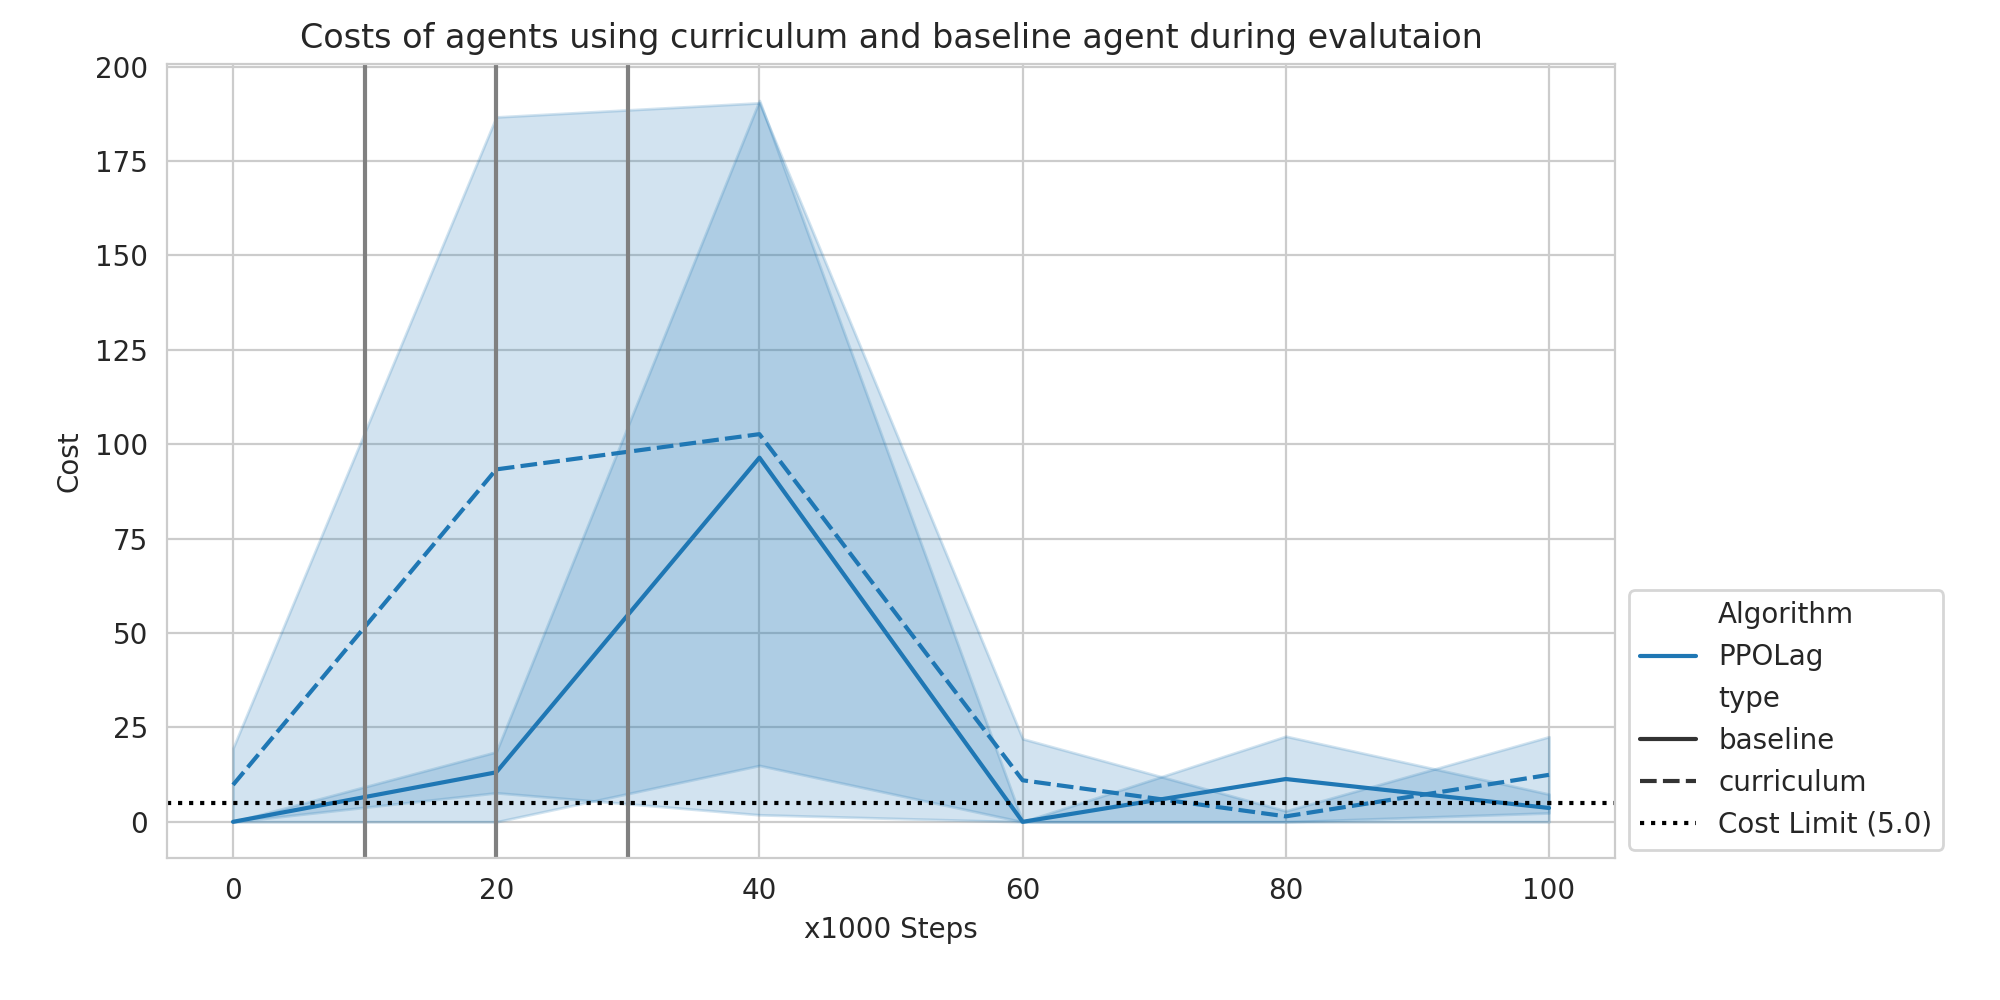 Costs of agents using curriculum and baseline agent during evalutaion
200
175
150
125
100
75
50
25
0
Cost
0 20 40 60 80 100
x1000 Steps
Algorithm
PPOLag
type
baseline
curriculum
Cost Limit (5.0)